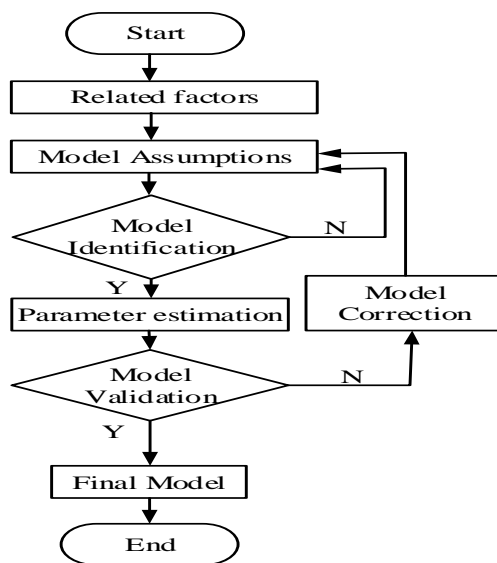 Start
Related factors
Model Assumptions
Model
Identification
N
Y
Parameter estimation
Model
Correction
Model
Validation
N
Y
Final Model
End